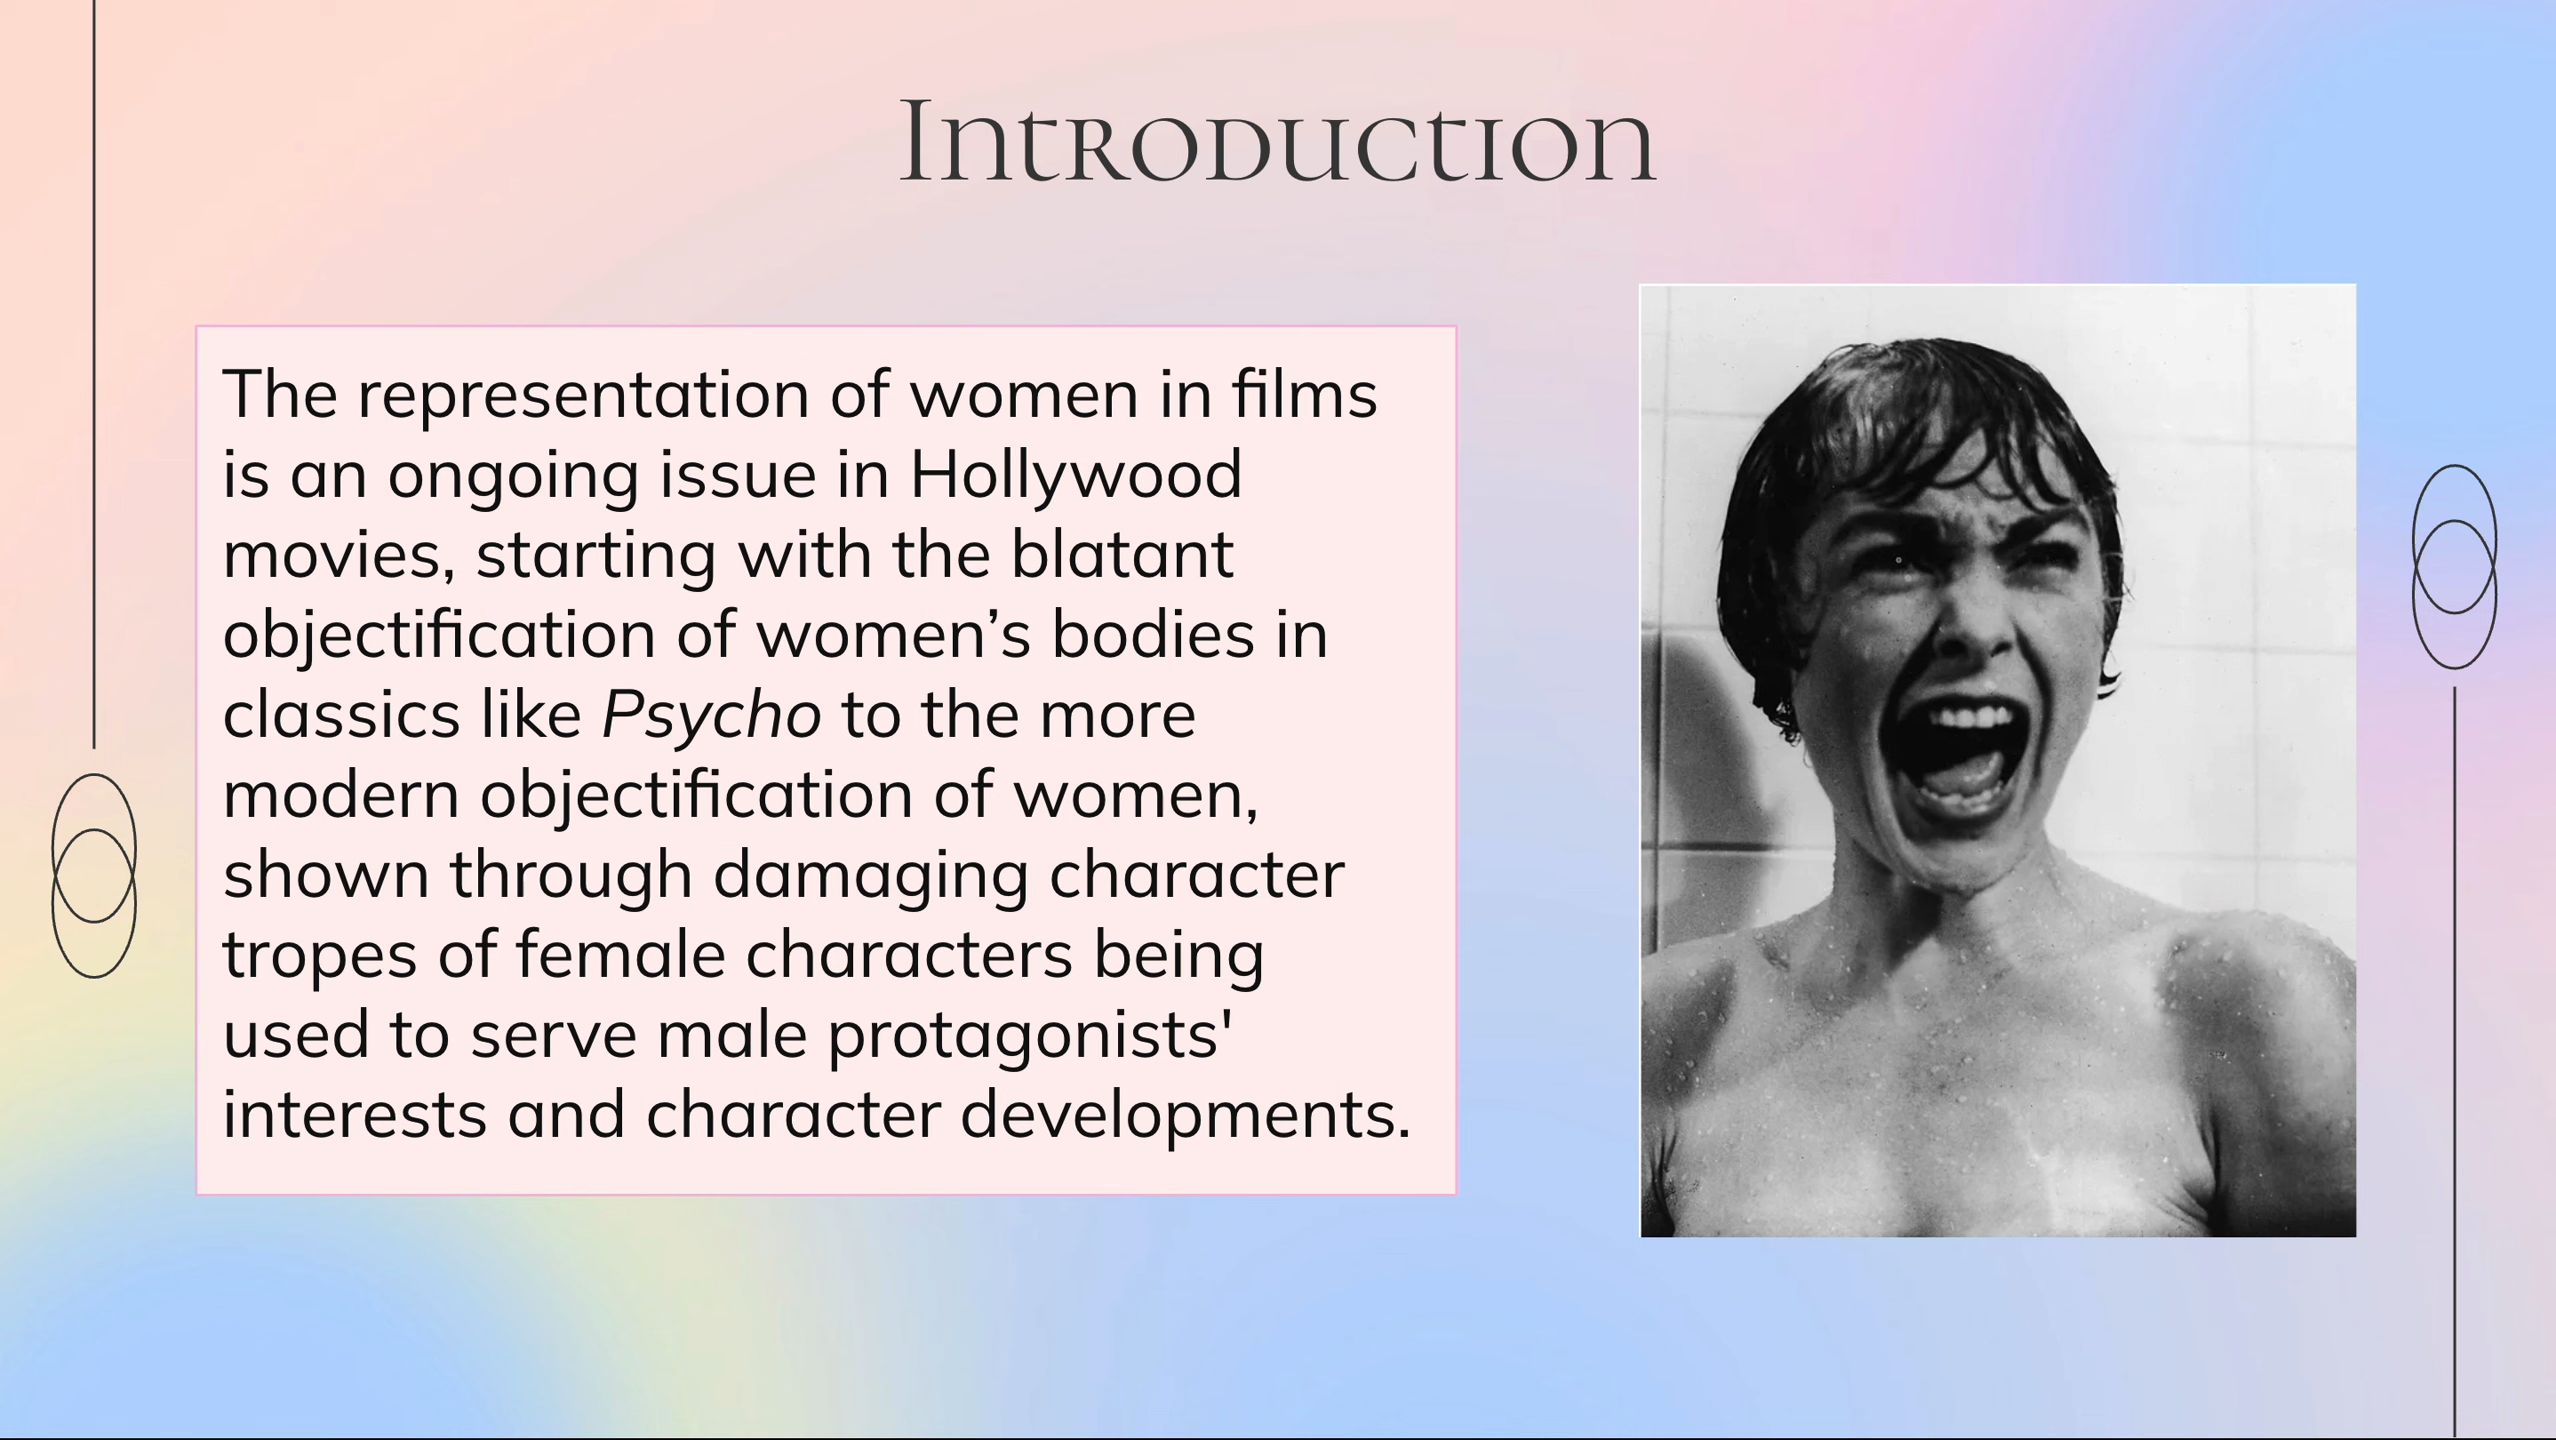 Introduction
The representation of women in films
is an ongoing issue in Hollywood
movies, starting with the blatant
objectification of women’s bodies in
classics like Psycho to the more
modern objectification of women,
shown through damaging character
tropes of female characters being
used to serve male protagonists'
interests and character developments.